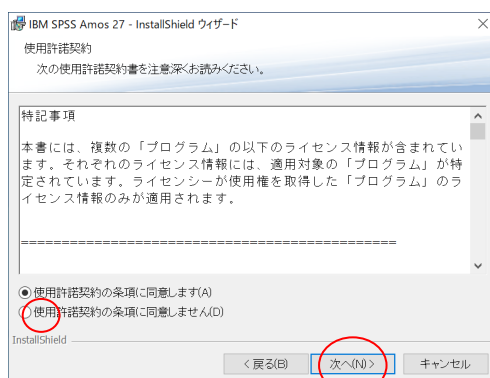 IBM SPSS Amos 27 - InstallShield ウィザード
使用許諾契約
次の使用許諾契約書を注意深くお読みください。
特記事項
本書には、複数の「プログラム」の以下のライセンス情報が含まれてい
ます。それぞれのライセンス情報には、適用対象の「プログラム」が特
定されています。ライセンシーが使用権を取得した「プログラム」のラ
イセンス情報のみが適用されます。
==============================================
使用許諾契約の条項に同意します(A)
使用許諾契約の条項に同意しません(D)
InstallShield
< 戻る(B) 次へ(N) > キャンセル